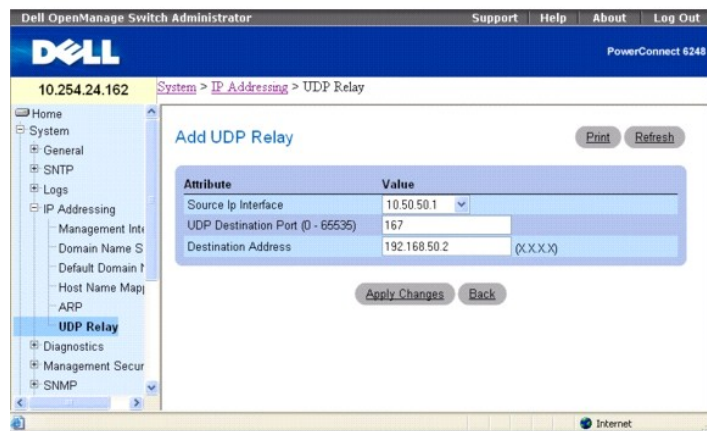 Dell OpenManage Switch Administrator Support Help About Log Out
DELL
PowerConnect 6248
10.254.24.162
System > IP Addressing > UDP Relay
Home
System
General
SNTP
Logs
IP Addressing
Management Inte
Domain Name S
Default Domain N
Host Name Mapp
ARP
UDP Relay
Diagnostics
Management Secur
SNMP
Add UDP Relay
Print Refresh
Attribute Value
Source Ip Interface 10.50.50.1
UDP Destination Port (0 - 65535) 167
Destination Address 192.168.50.2 (X.X.X.X)
Apply Changes Back
Internet